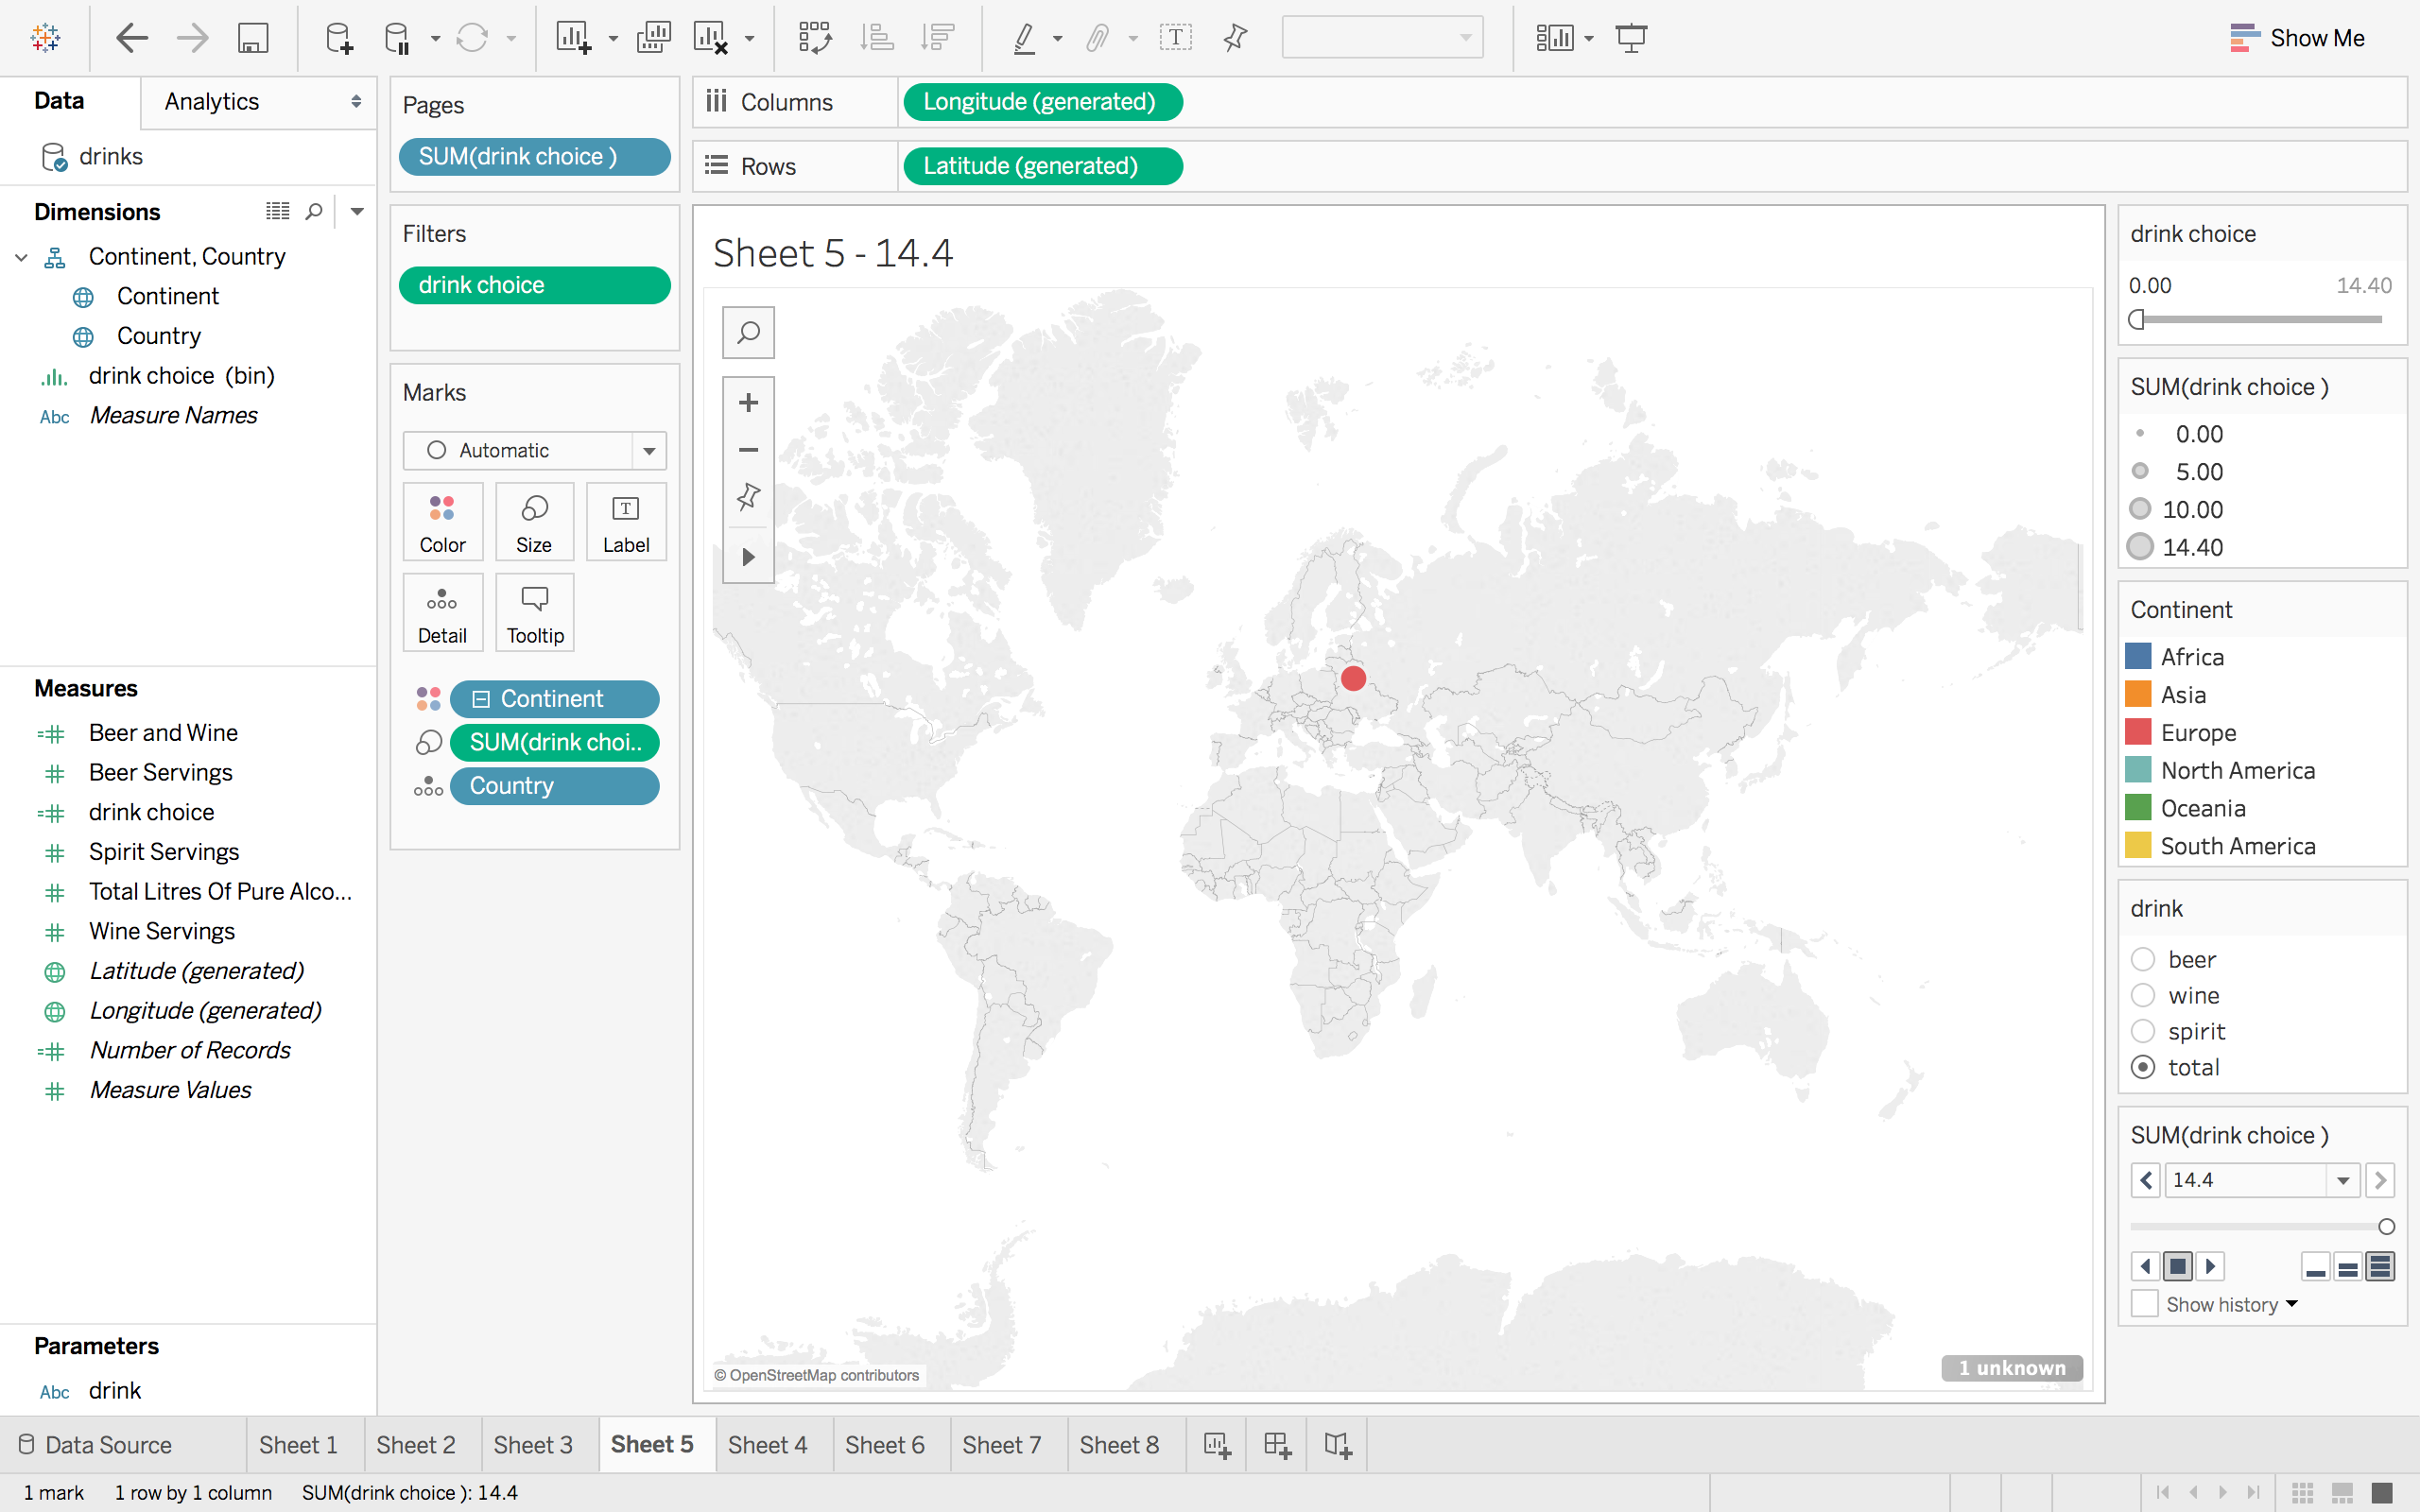 Show Me
Data
Analytics
drinks
Dimensions
Continent, Country
Continent
Country
drink choice (bin)
Abc Measure Names
Measures
Beer and Wine
Beer Servings
drink choice
Spirit Servings
Total Litres Of Pure Alco...
Wine Servings
Latitude (generated)
Longitude (generated)
Number of Records
Measure Values
Parameters
Abc drink
Pages
SUM(drink choice )
Filters
drink choice
Marks
Automatic
Color Size Label
Detail Tooltip
Continent
SUM(drink choi..
Country
Columns Longitude (generated)
Rows Latitude (generated)
Sheet 5 - 14.4
© OpenStreetMap contributors
1 unknown
drink choice
0.00 14.40
SUM(drink choice )
0.00
5.00
10.00
14.40
Continent
Africa
Asia
Europe
North America
Oceania
South America
drink
beer
wine
spirit
total
SUM(drink choice )
14.4
Show history
Data Source Sheet 1 Sheet 2 Sheet 3 Sheet 5 Sheet 4 Sheet 6 Sheet 7 Sheet 8
1 mark 1 row by 1 column SUM(drink choice ): 14.4